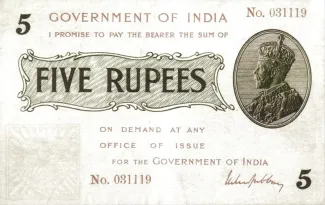 5 GOVERNMENT OF INDIA No. 031119
I PROMISE TO PAY THE BEARER THE SUM OF
FIVE RUPEES
ON DEMAND AT ANY
OFFICE OF ISSUE
FOR THE GOVERNMENT OF INDIA
No. 031119 5